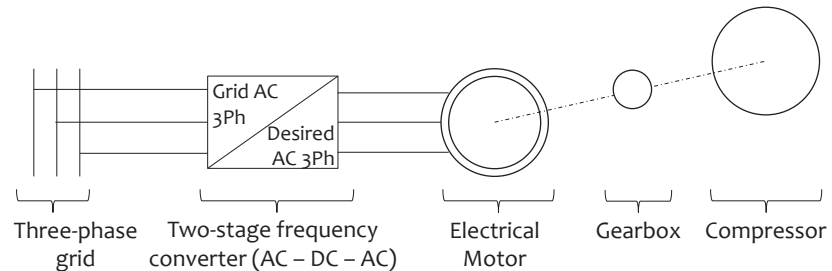 Grid AC
3Ph
Desired
AC 3Ph
Three-phase
grid
Two-stage frequency
converter (AC – DC – AC)
Electrical
Motor
Gearbox
Compressor